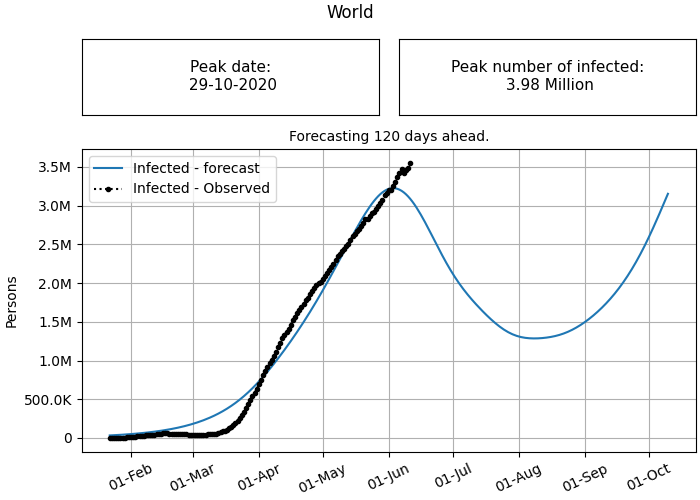 World
Peak date:
29-10-2020
Peak number of infected:
3.98 Million
Forecasting 120 days ahead.
Infected - forecast
Infected - Observed
Persons
3.5M
3.0M
2.5M
2.0M
1.5M
1.0M
500.0K
0
01-Feb
01-Mar
01-Apr
01-May
01-Jun
01-Jul
01-Aug
01-Sep
01-Oct